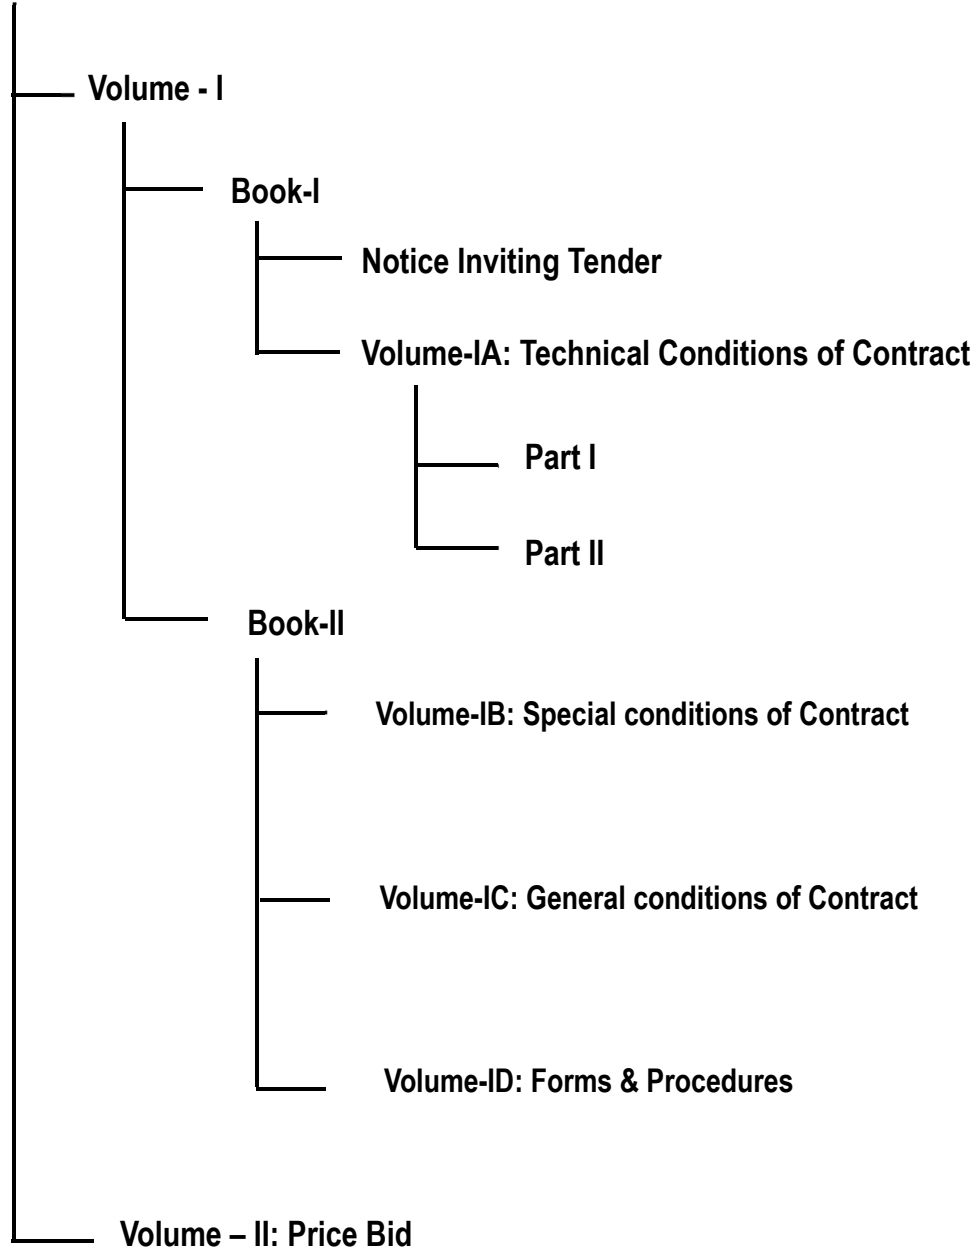 Volume - I
Book-I
Notice Inviting Tender
Volume-IA: Technical Conditions of Contract
Part I
Part II
Book-II
Volume-IB: Special conditions of Contract
Volume-IC: General conditions of Contract
Volume-ID: Forms & Procedures
Volume – II: Price Bid